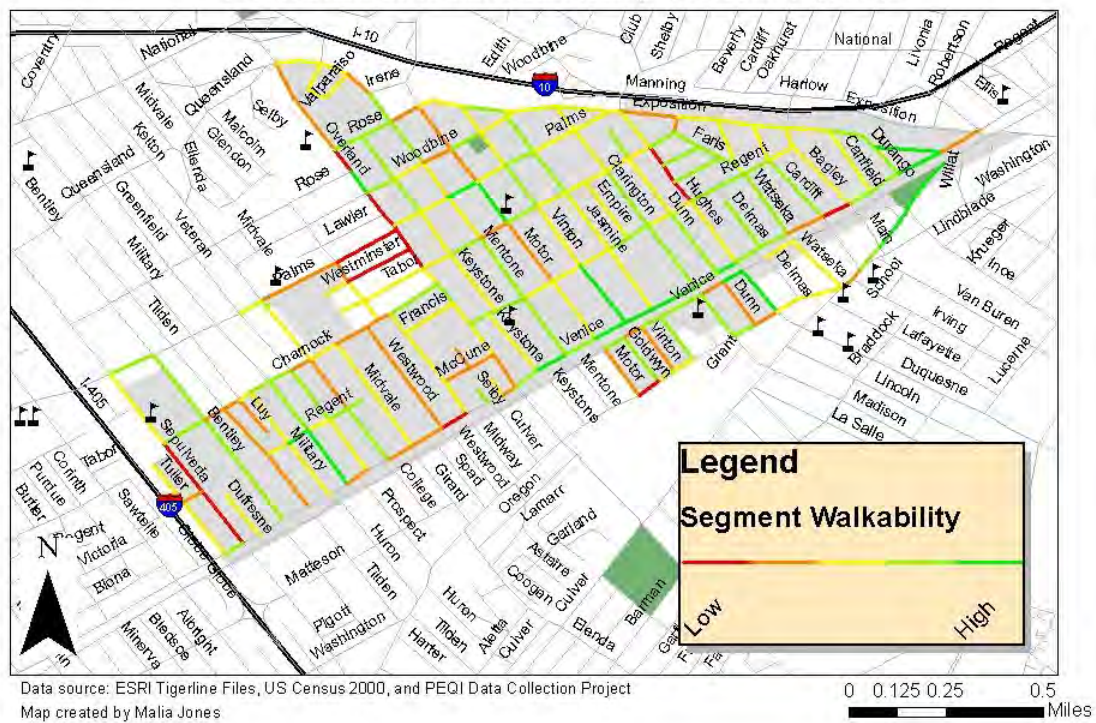 Coventry
National
I-10
Edith
Woodbine
Club
Shelby
Beverly
Cardiff
Oakhurst
National
Livonia
Robertson
Regent
Queensland
Valparaiso
Irene
10
Manning
Harlow
Exposition
Exposition
Ellis
Midvale
Kelton
Selby
Malcolm
Glendon
Ellenda
Overland
Rose
Woodbine
Palms
Faris
Regent
Durango
Canfield
Bagley
Cardiff
Willat
Washington
Bentley
Queensland
Greenfield
Veteran
Military
Midvale
Rose
Lawler
Clarington
Empire
Jasmine
Hughes
Dunn
Delmas
Watseka
Lindblade
Krueger
Ince
Main
Palms
Westminster
Tabor
Mentone
Motor
Vinton
Keystone
Watseka
Delmas
School
Van Buren
Tilden
Francis
Venice
Dunn
Irving
Braddock
Lafayette
Lucerne
Charnock
Westwood
McCune
Keystone
Venice
Vinton
Goldwyn
Motor
Grant
Duquesne
Lincoln
Madison
La Salle
I-405
Luy
Regent
Midvale
Selby
Keystone
Mentone
Bentley
Military
Culver
Midway
Westwood
Spad
Girard
College
Prospect
Sepulveda
Tuller
Dufresne
Tabor
Corinth
Purdue
Butler
Sawtelle
405
Globe
Globe
Regent
Victoria
Biona
Oregon
Lamarr
Garland
Astaire
Coogan
Culver
Huron
Tilden
Matteson
Pigott
Washington
Albright
Bledsoe
Minerva
Huron
Tilden
Harter
Aletta
Culver
Elenda
Barman
N
Legend
Segment Walkability
Low
High
Data source: ESRI Tigerline Files, US Census 2000, and PEQI Data Collection Project
Map created by Malia Jones
0 0.125 0.25 0.5
Miles